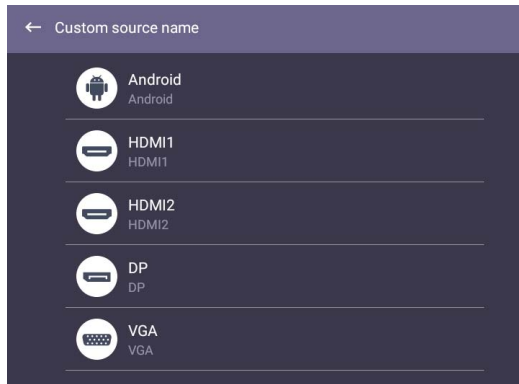 Custom source name
Android
Android
HDMI1
HDMI1
HDMI2
HDMI2
DP
DP
VGA
VGA